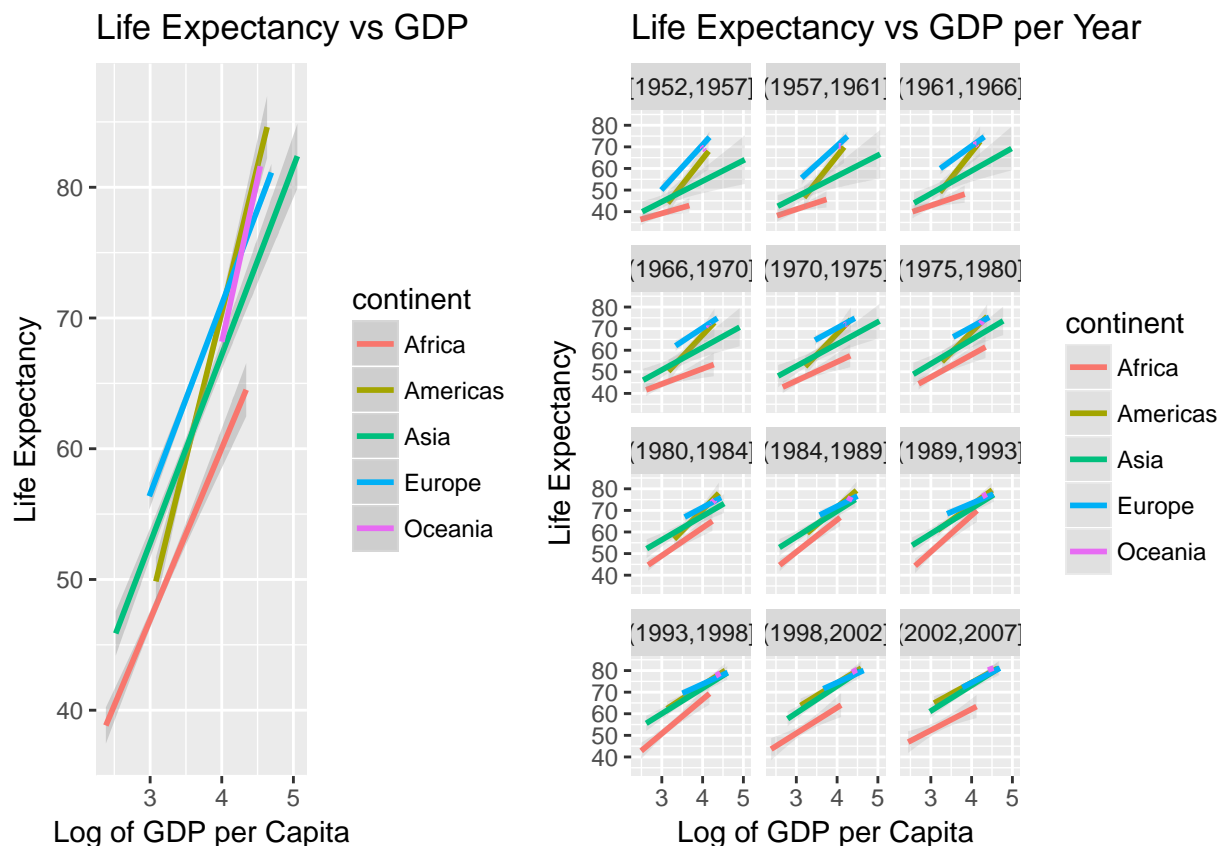 Life Expectancy vs GDP
80
70
60
50
40
3 4 5
Life Expectancy
Log of GDP per Capita
continent
Africa
Americas
Asia
Europe
Oceania
Life Expectancy vs GDP per Year
[1952,1957] (1957,1961] (1961,1966]
80
70
60
50
40
(1966,1970] (1970,1975] (1975,1980]
80
70
60
50
40
(1980,1984] (1984,1989] (1989,1993]
80
70
60
50
40
(1993,1998] (1998,2002] (2002,2007]
80
70
60
50
40
3 4 5 3 4 5 3 4 5
Life Expectancy
Log of GDP per Capita
continent
Africa
Americas
Asia
Europe
Oceania